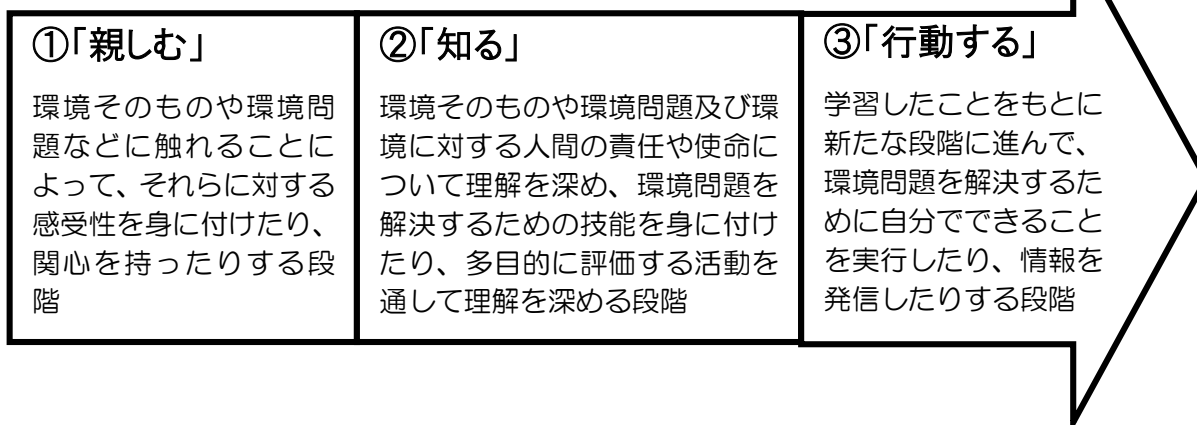 ①「親しむ」
環境そのものや環境問
題などに触れることに
よって、それらに対する
感受性を身に付けたり、
関心を持ったりする段
階
②「知る」
環境そのものや環境問題及び環
境に対する人間の責任や使命に
ついて理解を深め、環境問題を
解決するための技能を身に付け
たり、多目的に評価する活動を
通して理解を深める段階
③「行動する」
学習したことをもとに
新たな段階に進んで、
環境問題を解決するた
めに自分でできること
を実行したり、情報を
発信したりする段階